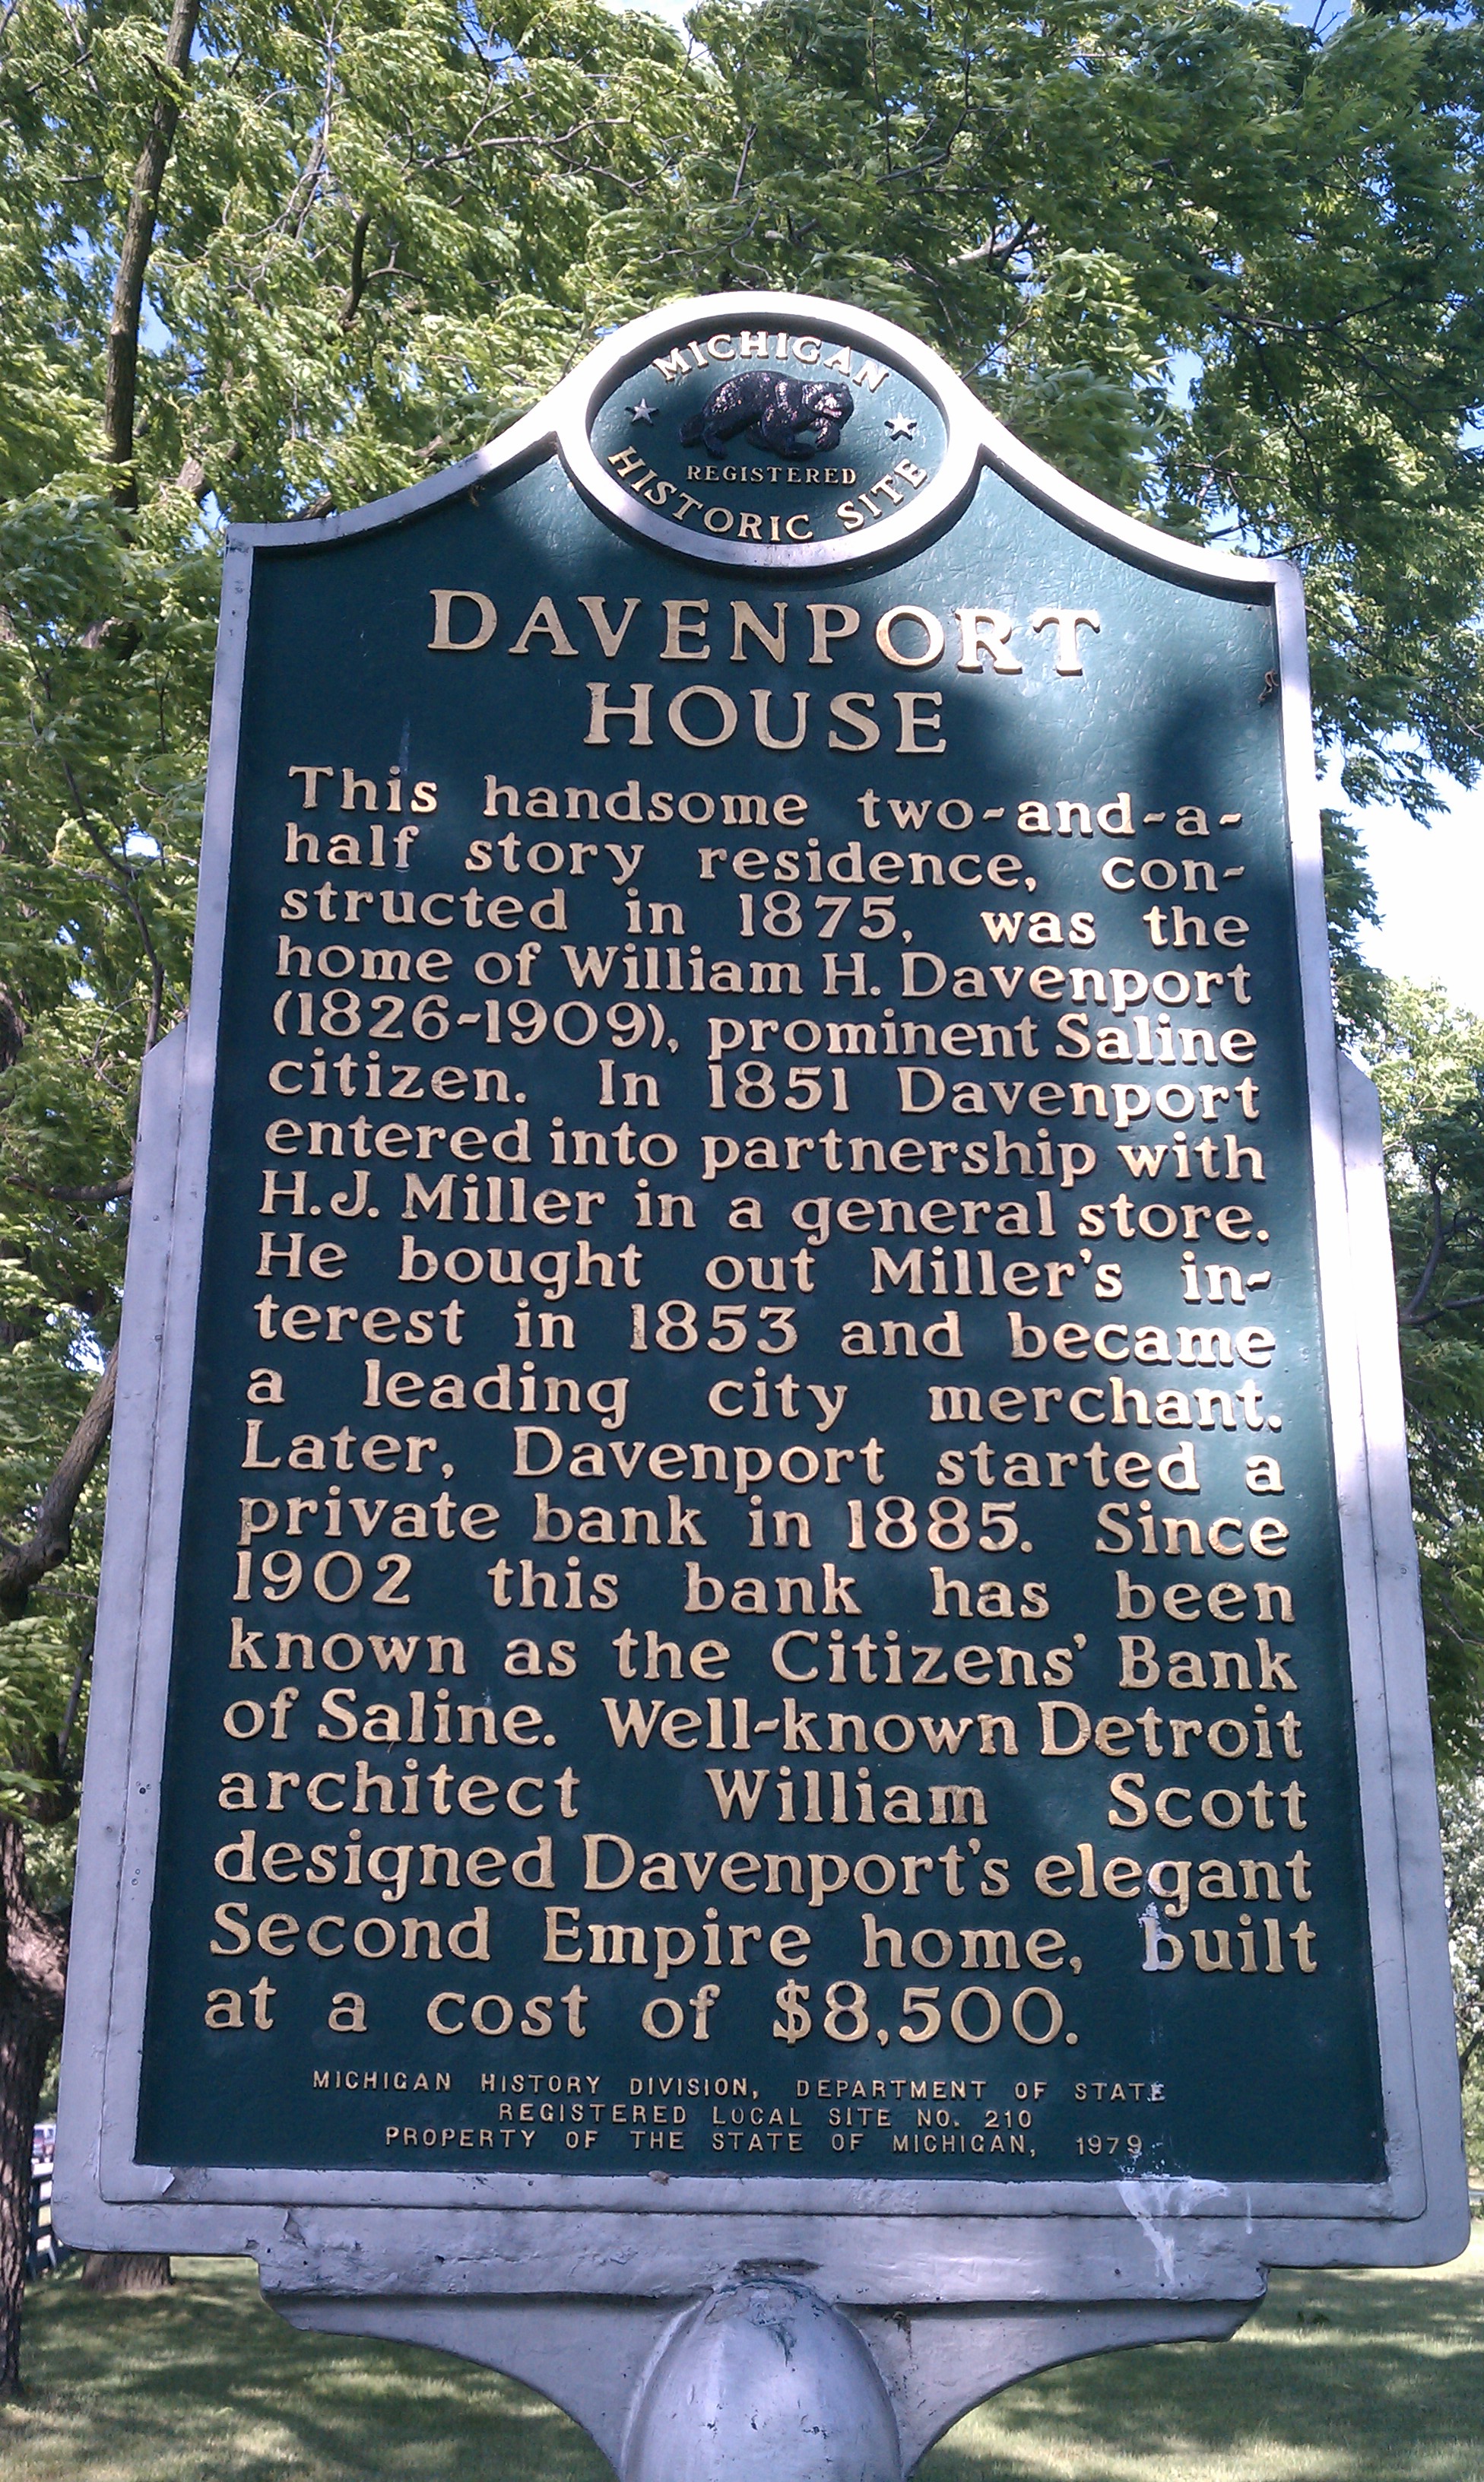 MICHIGAN
REGISTERED
HISTORIC SITE
DAVENPORT
HOUSE
This handsome two-and-a-
half story residence, con-
structed in 1875, was the
home of William H. Davenport
(1826-1909), prominent Saline
citizen. In 1851 Davenport
entered into partnership with
H.J. Miller in a general store.
He bought out Miller's in-
terest in 1853 and became
a leading city merchant.
Later, Davenport started a
private bank in 1885. Since
1902 this bank has been
known as the Citizens' Bank
of Saline. Well-known Detroit
architect William Scott
designed Davenport's elegant
Second Empire home, built
at a cost of $8,500.
MICHIGAN HISTORY DIVISION, DEPARTMENT OF STATE
REGISTERED LOCAL SITE NO. 210
PROPERTY OF THE STATE OF MICHIGAN, 1979